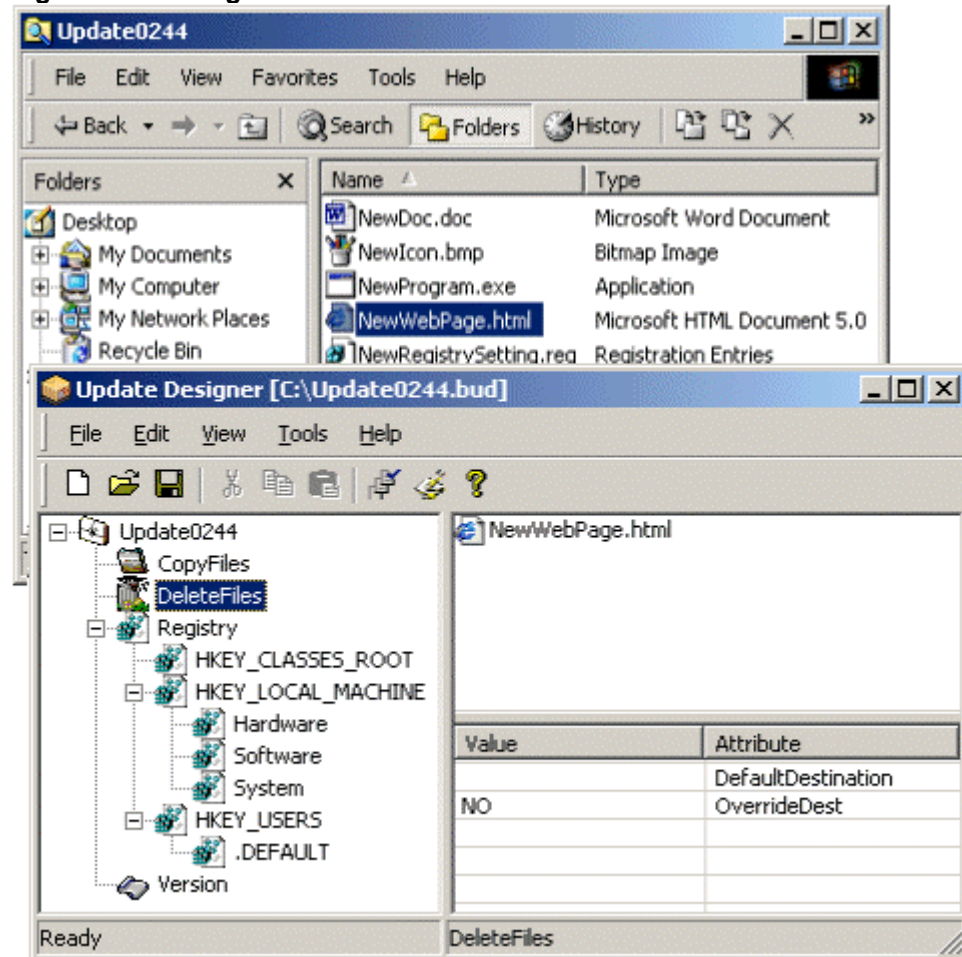 Update0244
File Edit View Favorites Tools Help
Back Search Folders History »
Folders
Name Type
Desktop
My Documents
My Computer
My Network Places
Recycle Bin
NewDoc.doc Microsoft Word Document
NewIcon.bmp Bitmap Image
NewProgram.exe Application
NewWebPage.html Microsoft HTML Document 5.0
NewRegistrySetting.reg Registration Entries
Update Designer [C:\Update0244.bud]
File Edit View Tools Help
Update0244
CopyFiles
DeleteFiles
Registry
HKEY_CLASSES_ROOT
HKEY_LOCAL_MACHINE
Hardware
Software
System
HKEY_USERS
.DEFAULT
Version
NewWebPage.html
Value Attribute
DefaultDestination
NO OverrideDest
Ready DeleteFiles